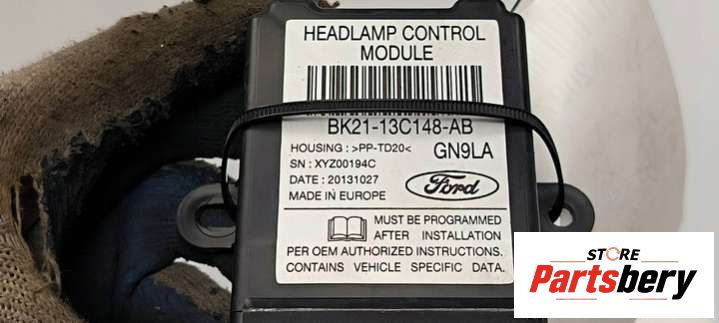 HEADLAMP CONTROL
MODULE
BK21-13C148-AB
HOUSING : >PP-TD20< GN9LA
SN : XYZ00194C
DATE : 20131027
MADE IN EUROPE
Ford
MUST BE PROGRAMMED
AFTER INSTALLATION
PER OEM AUTHORIZED INSTRUCTIONS.
CONTAINS VEHICLE SPECIFIC DATA.
STORE
Partsbery